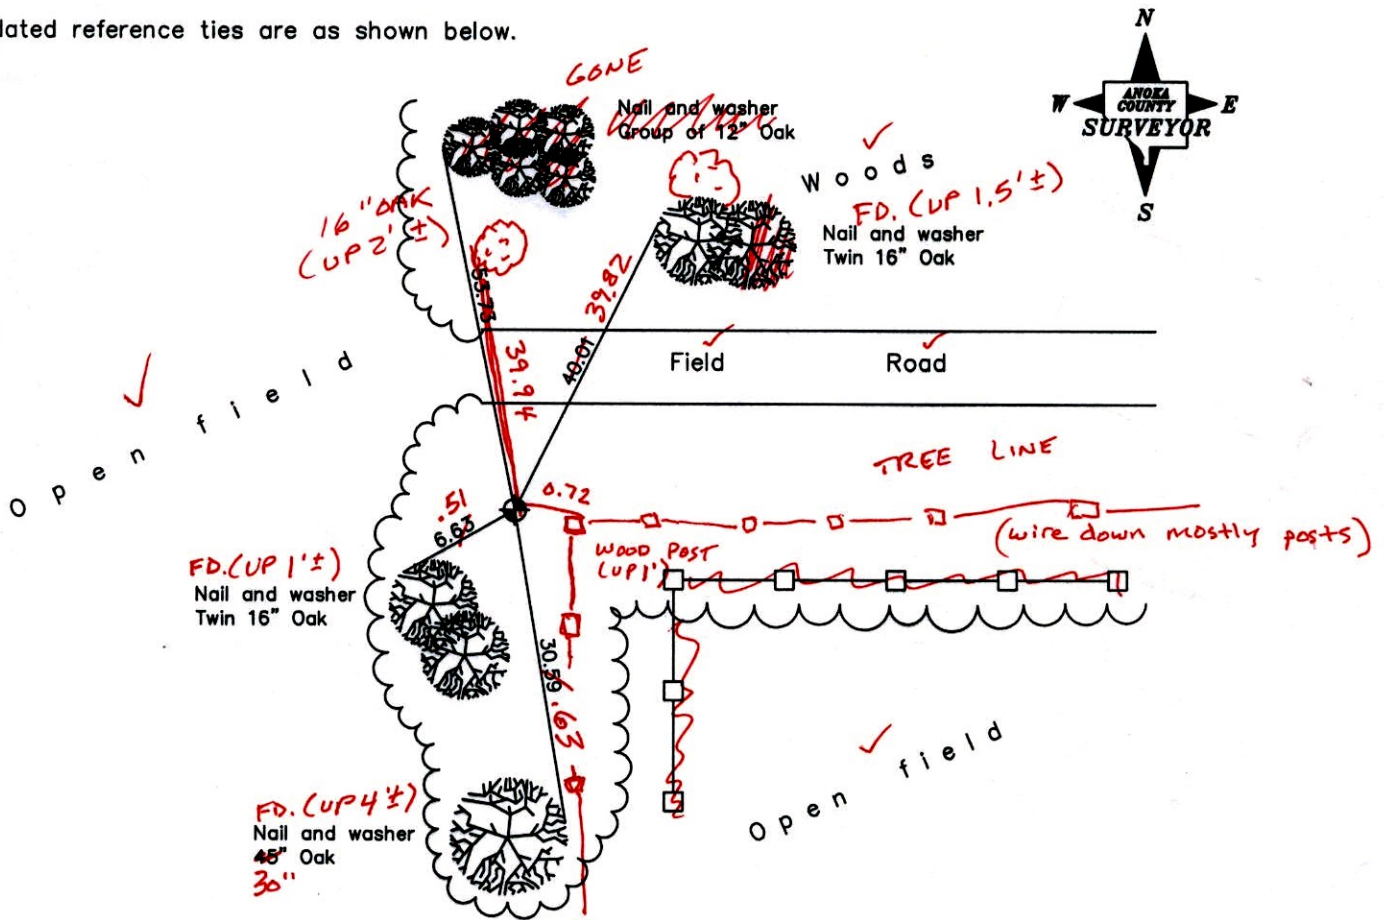 lated reference ties are as shown below.
N
W
E
ANOKA
COUNTY
SURVEYOR
S
GONE
Nail and washer
Group of 12" Oak
Woods
16" OAK
(UP 2' ±)
FD. (UP 1.5' ±)
Nail and washer
Twin 16" Oak
53.73
39.94
39.82
40.01
Field Road
Open field
TREE LINE
.51
6.63
0.72
(wire down mostly posts)
WOOD POST
(UP 1')
FD. (UP 1' ±)
Nail and washer
Twin 16" Oak
30.59
.63
Open field
FD. (UP 4' ±)
Nail and washer
45" Oak
30"